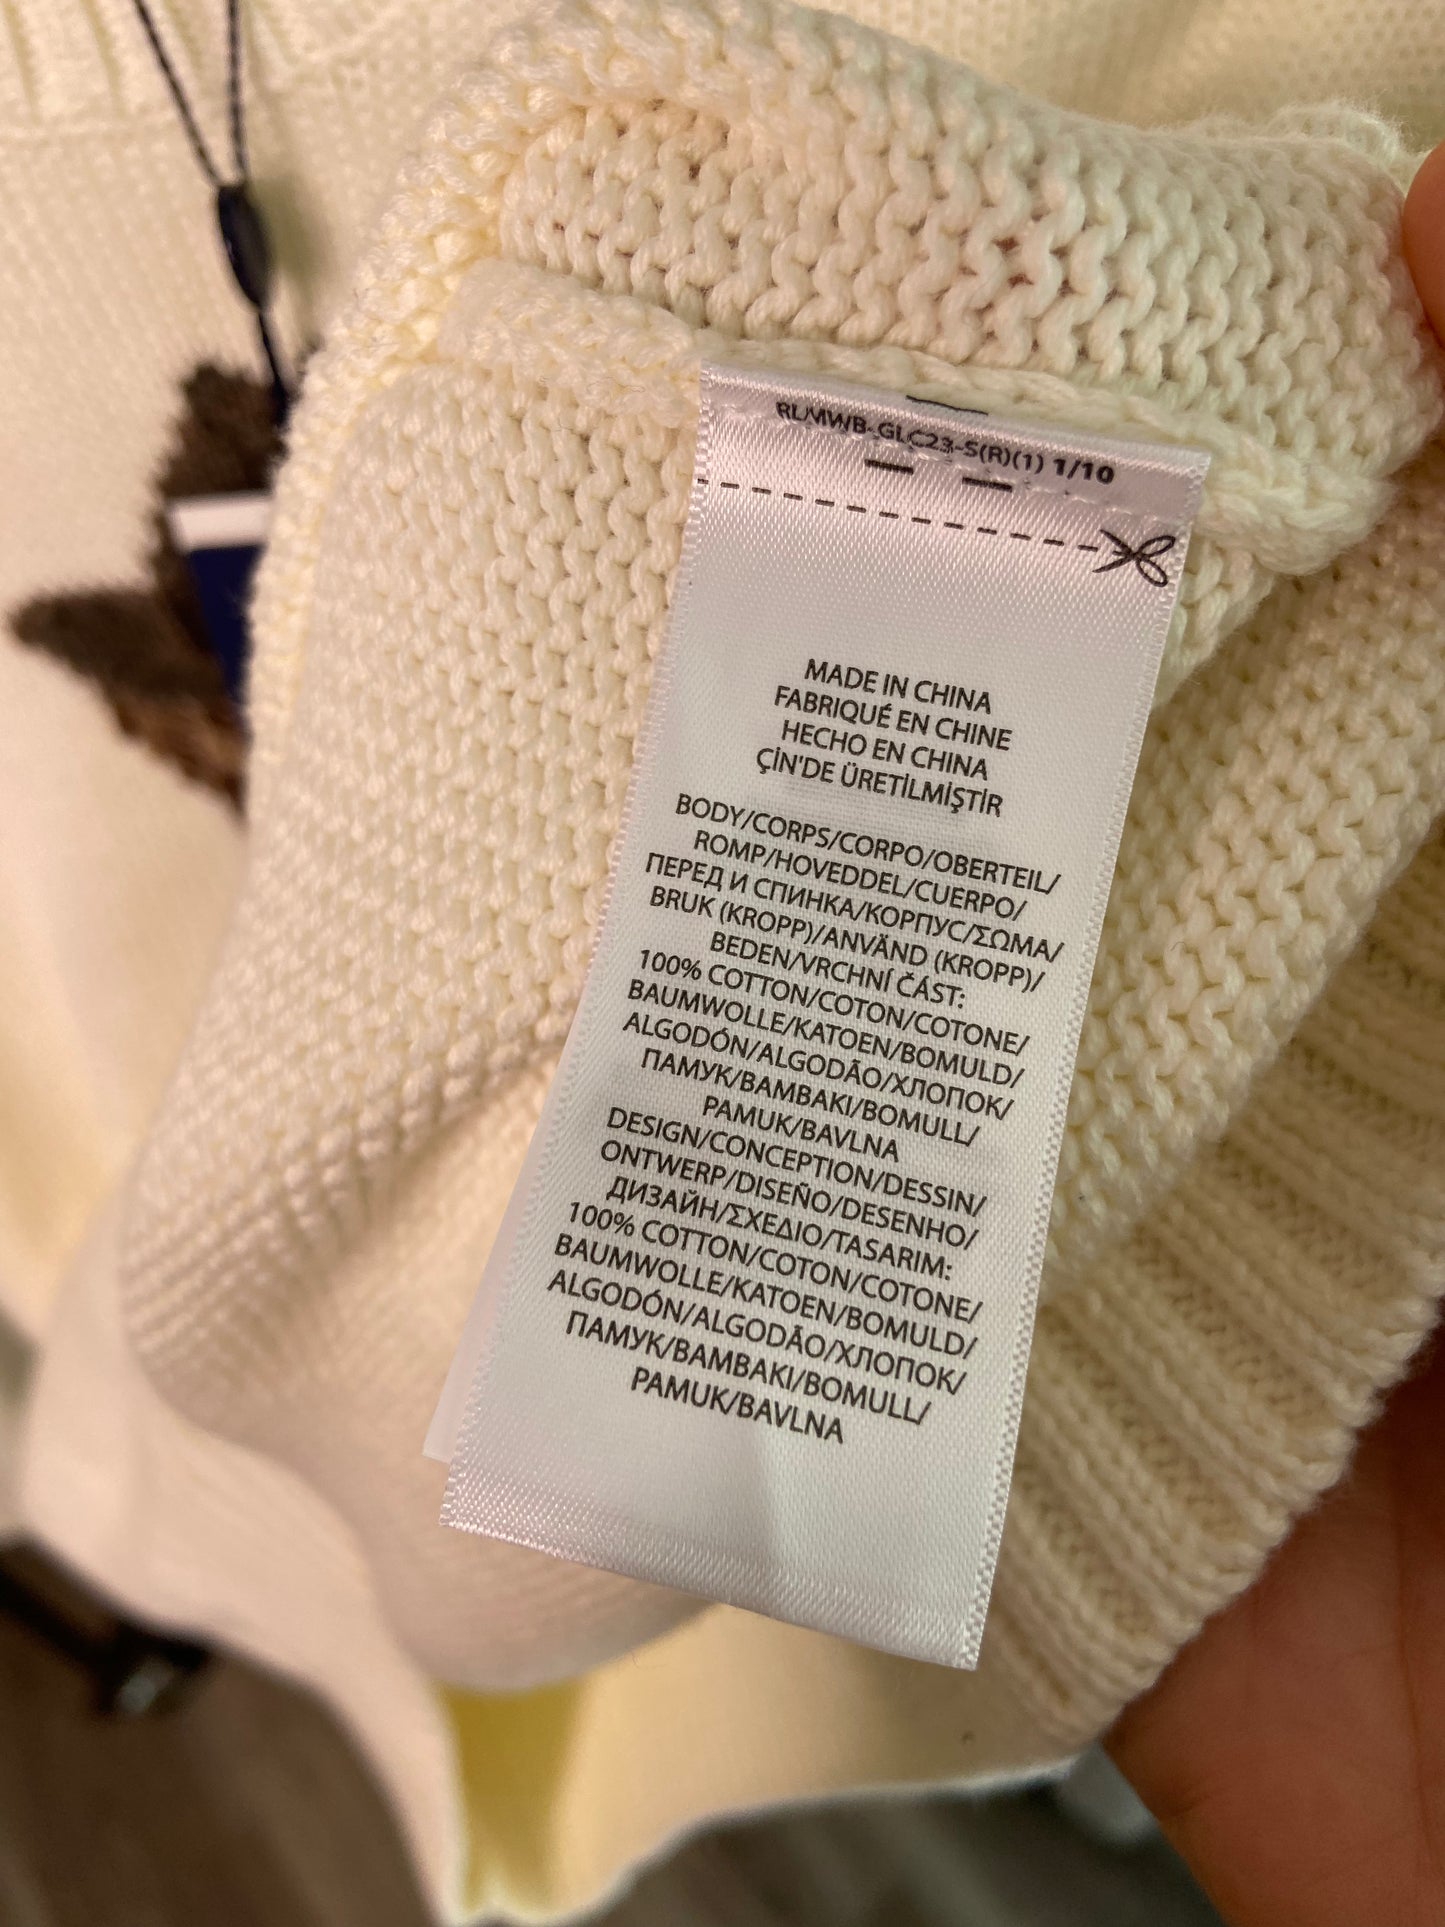 RL/MW/B-GLC23-S(R)(1) 1/10
MADE IN CHINA
FABRIQUÉ EN CHINE
HECHO EN CHINA
ÇİN'DE ÜRETİLMİŞTİR
BODY/CORPS/CORPO/OBERTEIL/
ROMP/HOVEDDEL/CUERPO/
ПЕРЕД И СПИНКА/КОРПУС/ΣΩΜΑ/
BRUK (KROPP)/ANVÄND (KROPP)/
BEDEN/VRCHNÍ ČÁST:
100% COTTON/COTON/COTONE/
BAUMWOLLE/KATOEN/BOMULD/
ALGODÓN/ALGODÃO/ХЛОПОК/
ПАМУК/BAMBAKI/BOMULL/
PAMUK/BAVLNA
DESIGN/CONCEPTION/DESSIN/
ONTWERP/DISEÑO/DESENHO/
ДИЗАЙН/ΣΧΕΔΙΟ/TASARIM:
100% COTTON/COTON/COTONE/
BAUMWOLLE/KATOEN/BOMULD/
ALGODÓN/ALGODÃO/ХЛОПОК/
ПАМУК/BAMBAKI/BOMULL/
PAMUK/BAVLNA